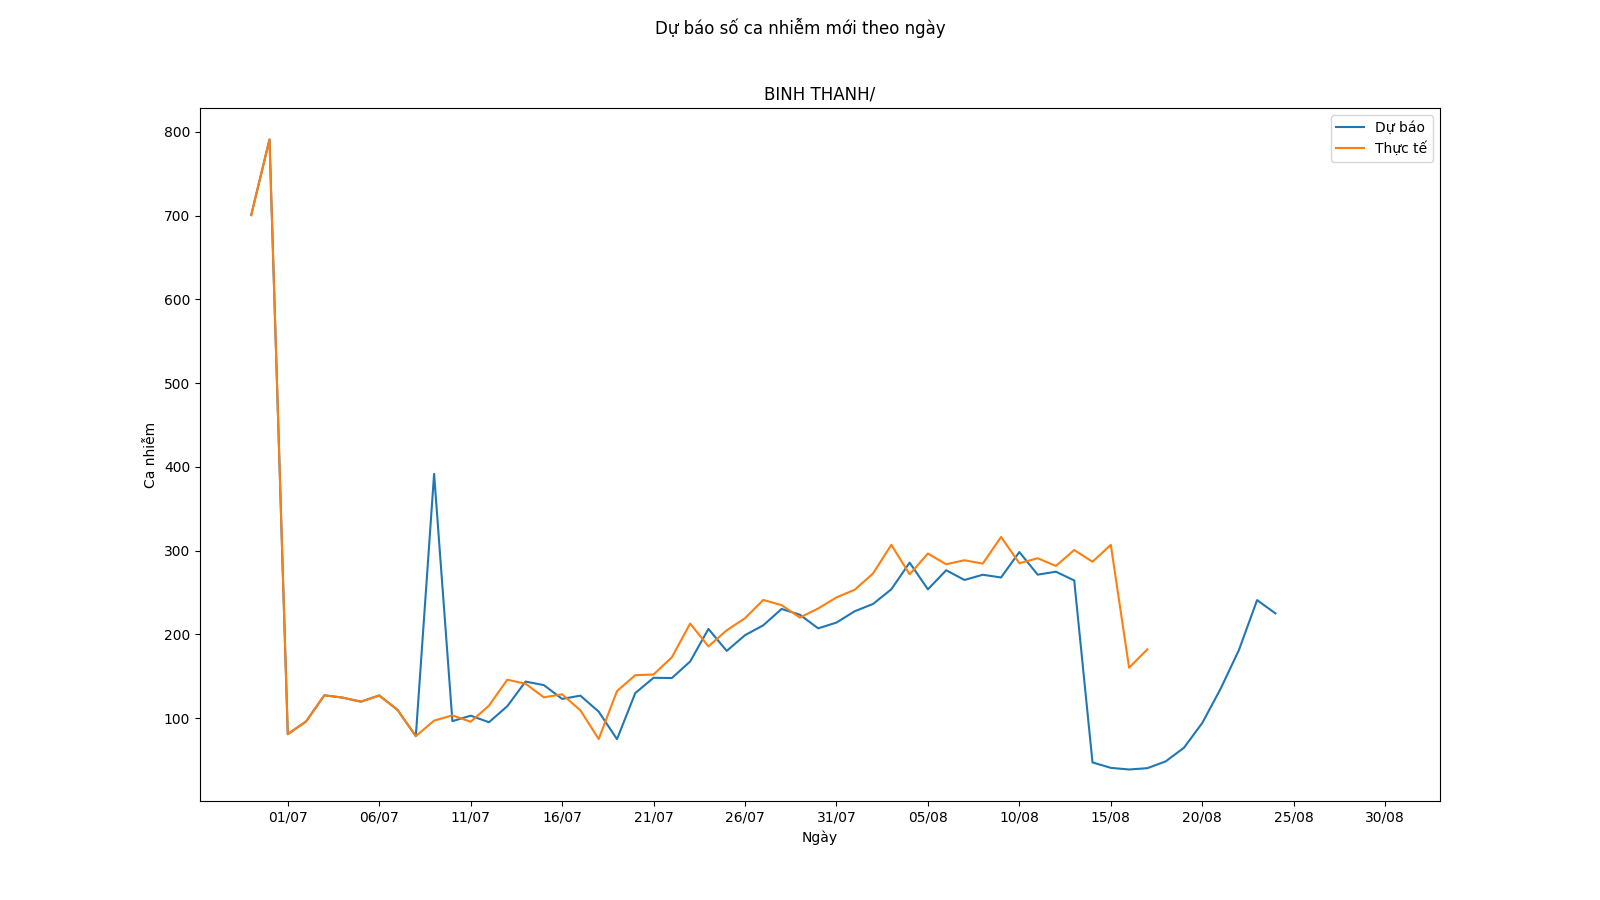 Dự báo số ca nhiễm mới theo ngày
BINH THANH/
Dự báo
Thực tế
800
700
600
500
400
300
200
100
Ca nhiễm
01/07 06/07 11/07 16/07 21/07 26/07 31/07 05/08 10/08 15/08 20/08 25/08 30/08
Ngày